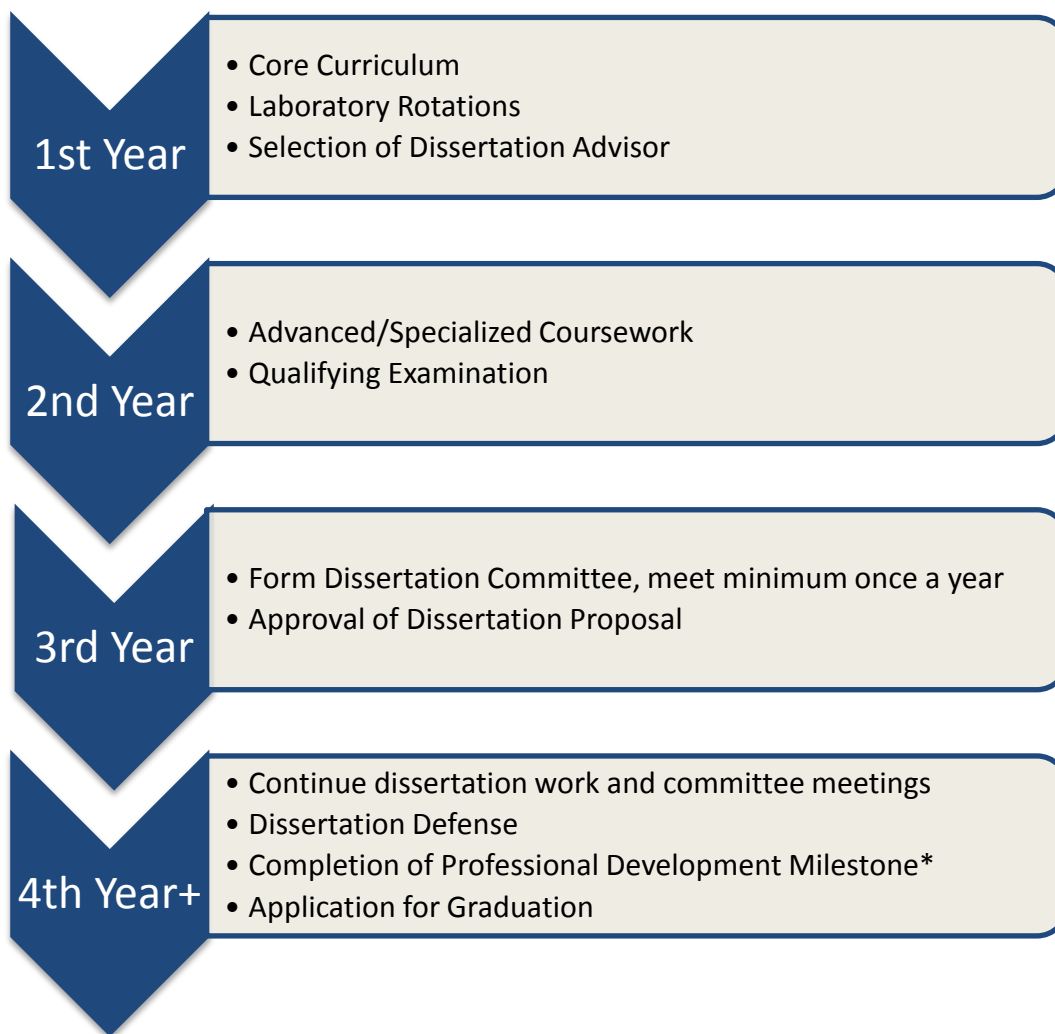 1st Year
• Core Curriculum
• Laboratory Rotations
• Selection of Dissertation Advisor
2nd Year
• Advanced/Specialized Coursework
• Qualifying Examination
3rd Year
• Form Dissertation Committee, meet minimum once a year
• Approval of Dissertation Proposal
4th Year+
• Continue dissertation work and committee meetings
• Dissertation Defense
• Completion of Professional Development Milestone*
• Application for Graduation